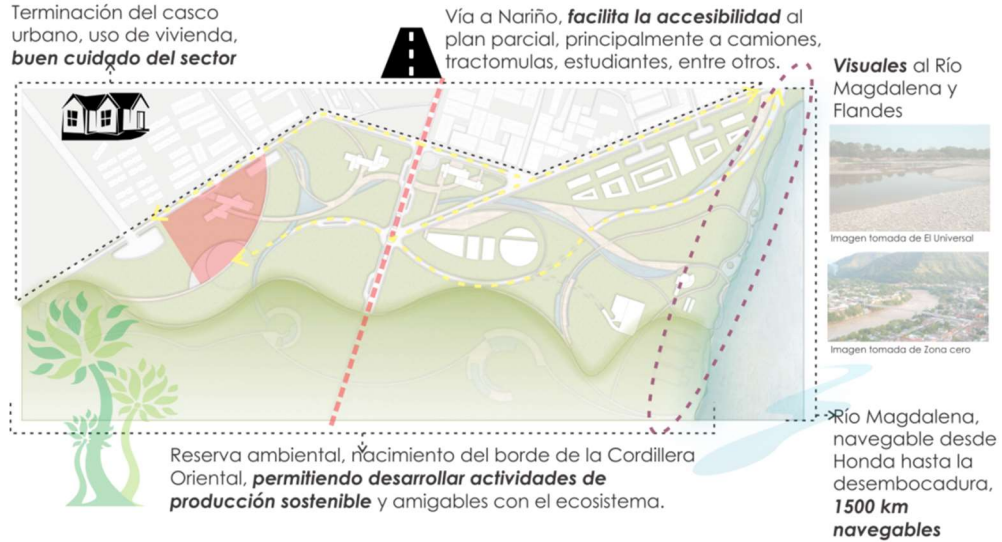 Terminación del casco
urbano, uso de vivienda,
buen cuidado del sector
Vía a Nariño, facilita la accesibilidad al
plan parcial, principalmente a camiones,
tractomulas, estudiantes, entre otros.
Visuales al Río
Magdalena y
Flandes
Imagen tomada de El Universal
Imagen tomada de Zona cero
Río Magdalena,
navegable desde
Honda hasta la
desembocadura,
1500 km
navegables
Reserva ambiental, nacimiento del borde de la Cordillera
Oriental, permitiendo desarrollar actividades de
producción sostenible y amigables con el ecosistema.